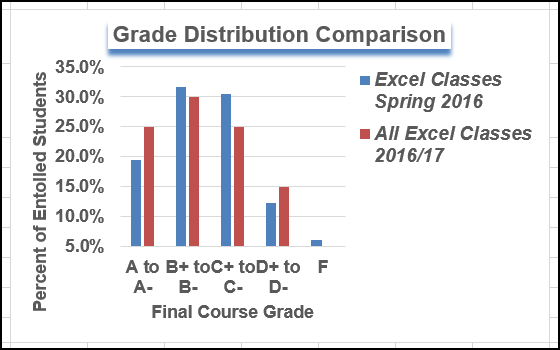 Grade Distribution Comparison
35.0%
30.0%
25.0%
20.0%
15.0%
10.0%
5.0%
Percent of Entolled Students
A to
A-
B+ to
B-
C+ to
C-
D+ to
D-
F
Final Course Grade
Excel Classes
Spring 2016
All Excel Classes
2016/17